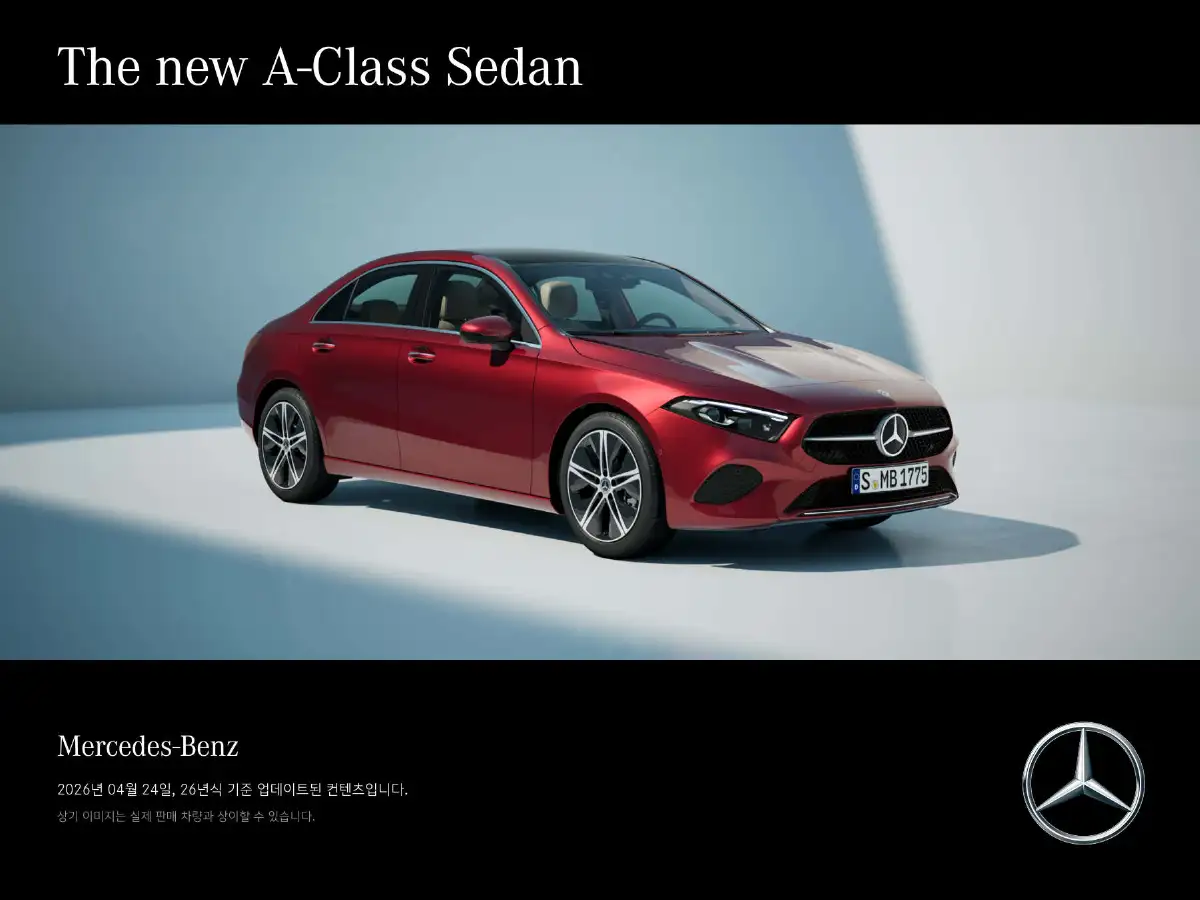 The new A-Class Sedan
S MB 1775
Mercedes-Benz
2026년 04월 24일, 26년식 기준 업데이트된 컨텐츠입니다.
상기 이미지는 실제 판매 차량과 상이할 수 있습니다.